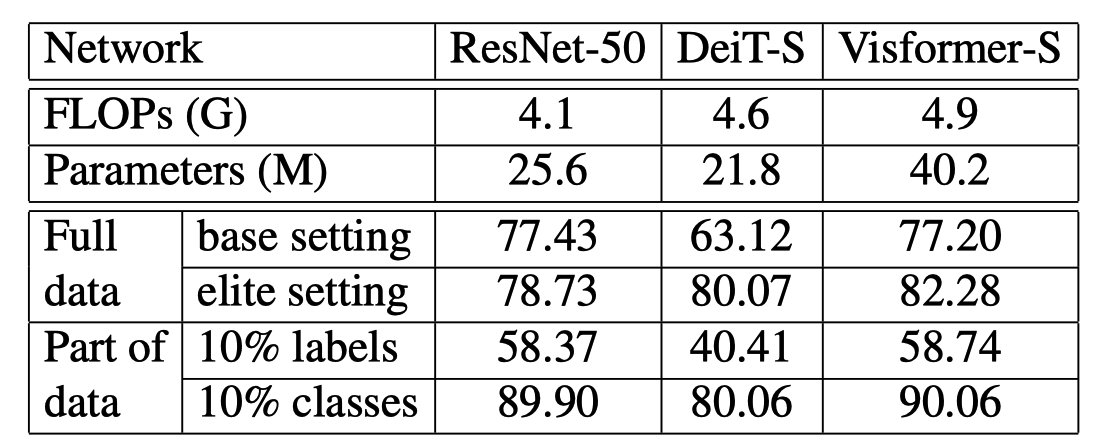 Network ResNet-50 DeiT-S Visformer-S
FLOPs (G) 4.1 4.6 4.9
Parameters (M) 25.6 21.8 40.2
Full base setting 77.43 63.12 77.20
data elite setting 78.73 80.07 82.28
Part of 10% labels 58.37 40.41 58.74
data 10% classes 89.90 80.06 90.06